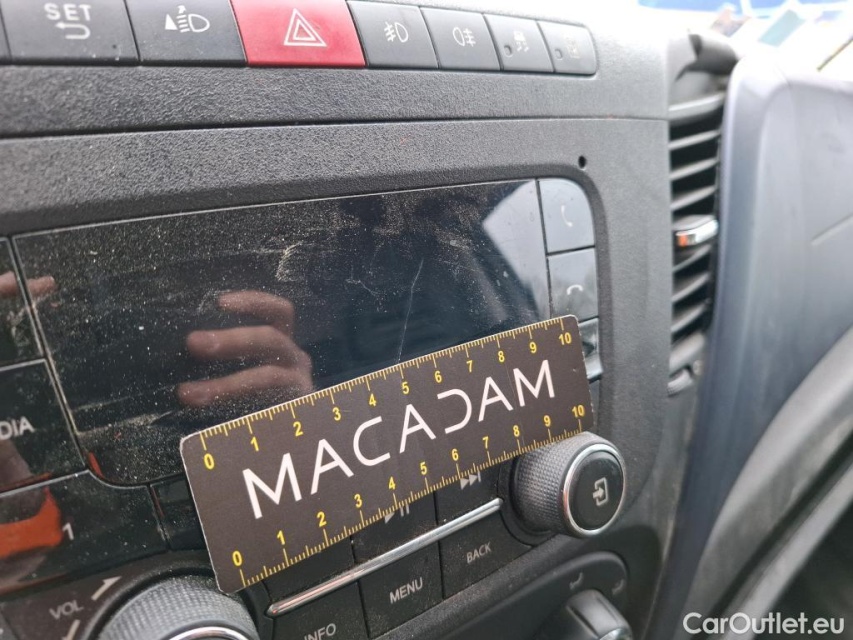 SET
DIA
0 1 2 3 4 5 6 7 8 9 10
MACADAM
0 1 2 3 4 5 6 7 8 9 10
1
VOL
INFO
MENU
BACK
CarOutlet.eu